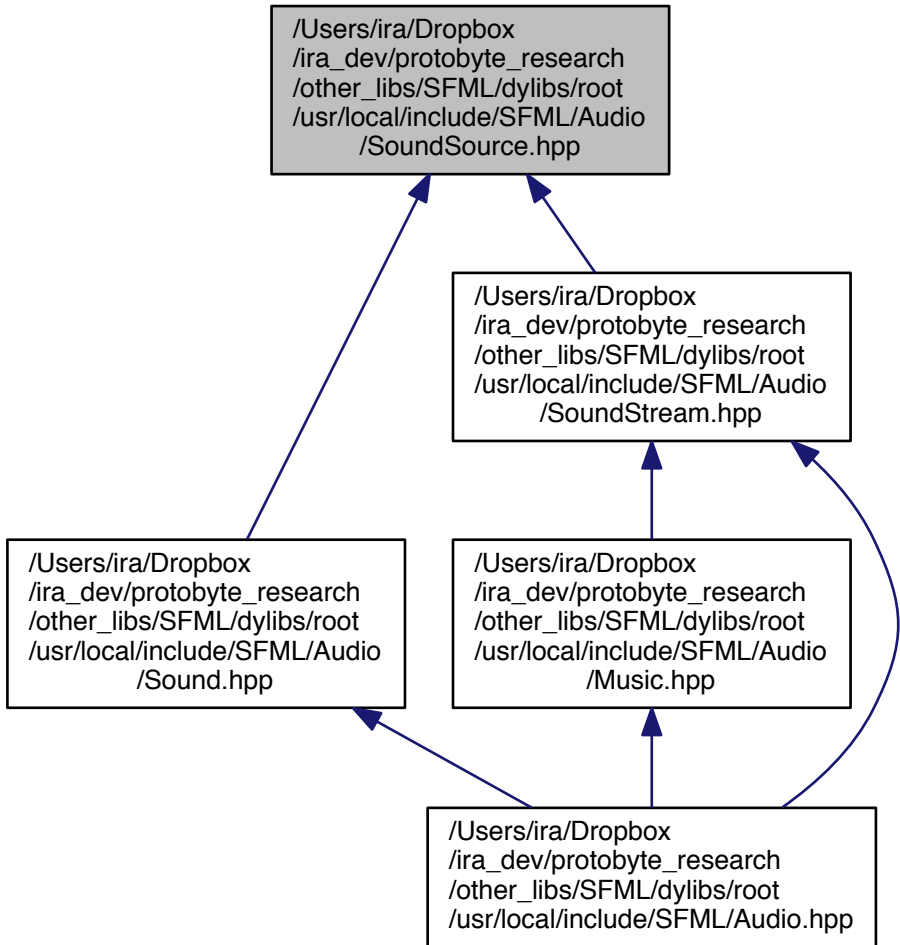 /Users/ira/Dropbox
/ira_dev/protobyte_research
/other_libs/SFML/dylibs/root
/usr/local/include/SFML/Audio
/SoundSource.hpp
/Users/ira/Dropbox
/ira_dev/protobyte_research
/other_libs/SFML/dylibs/root
/usr/local/include/SFML/Audio
/SoundStream.hpp
/Users/ira/Dropbox
/ira_dev/protobyte_research
/other_libs/SFML/dylibs/root
/usr/local/include/SFML/Audio
/Sound.hpp
/Users/ira/Dropbox
/ira_dev/protobyte_research
/other_libs/SFML/dylibs/root
/usr/local/include/SFML/Audio
/Music.hpp
/Users/ira/Dropbox
/ira_dev/protobyte_research
/other_libs/SFML/dylibs/root
/usr/local/include/SFML/Audio.hpp